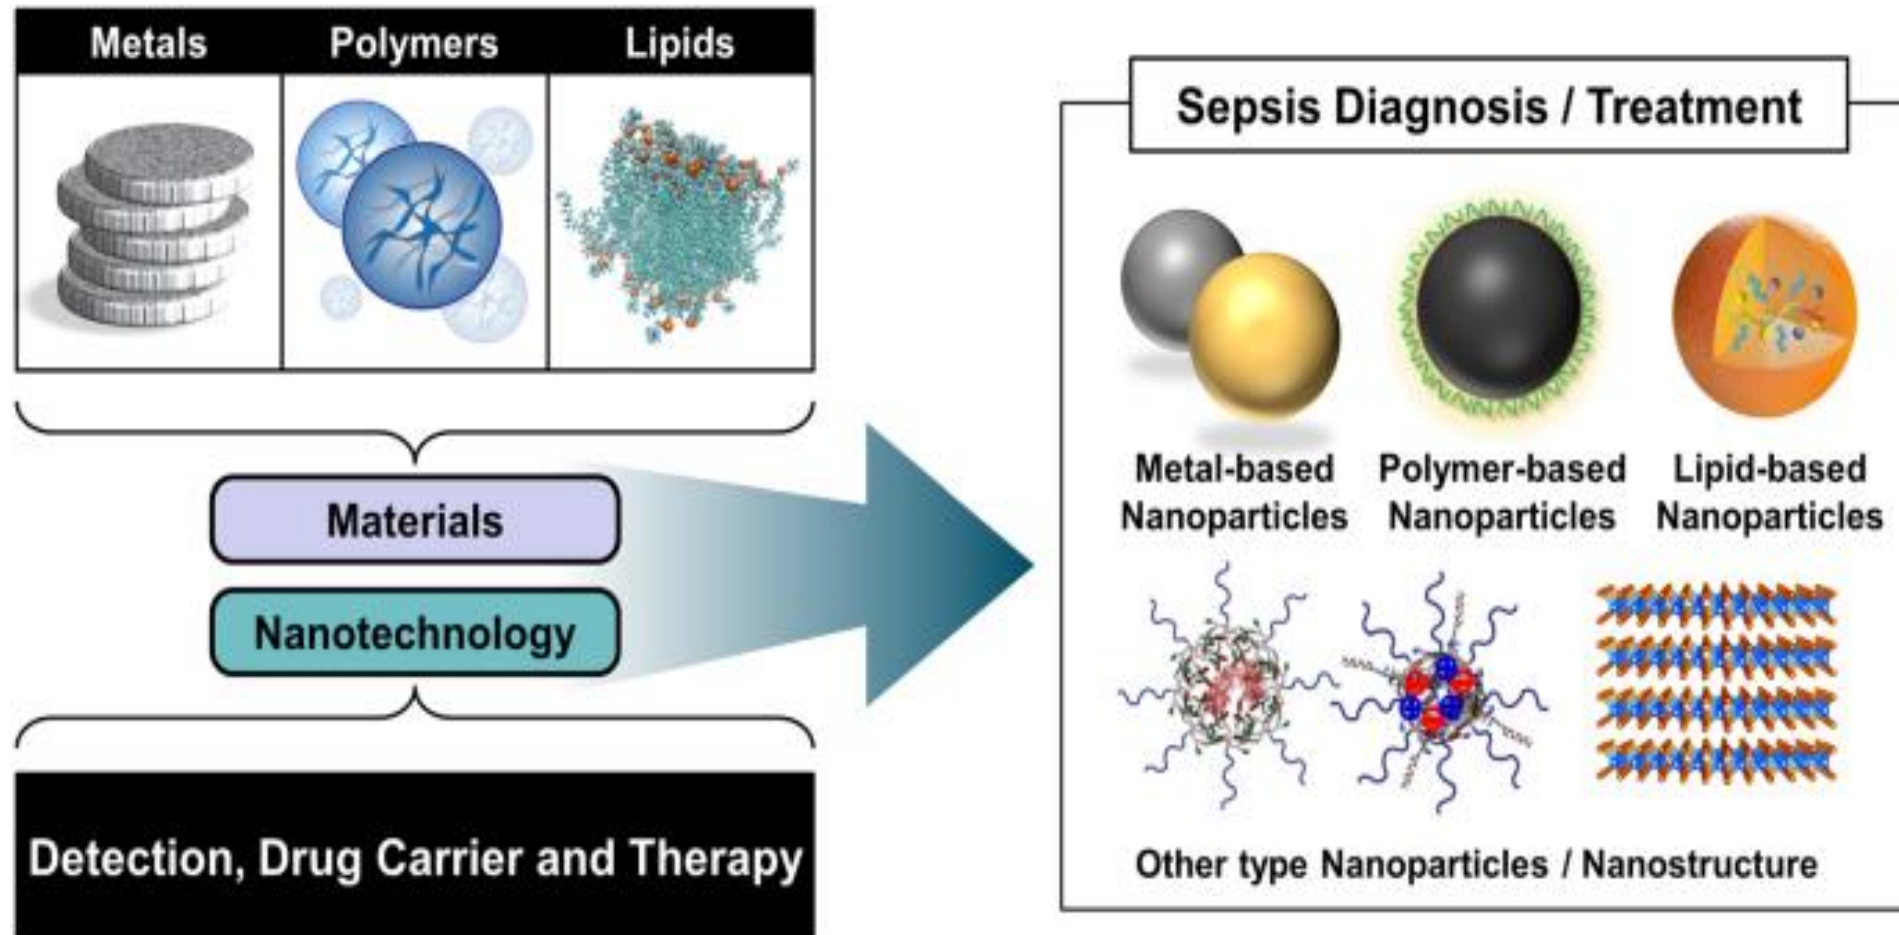 Metals
Polymers
Lipids
Materials
Nanotechnology
Detection, Drug Carrier and Therapy
Sepsis Diagnosis / Treatment
Metal-based
Nanoparticles
Polymer-based
Nanoparticles
Lipid-based
Nanoparticles
Other type Nanoparticles / Nanostructure